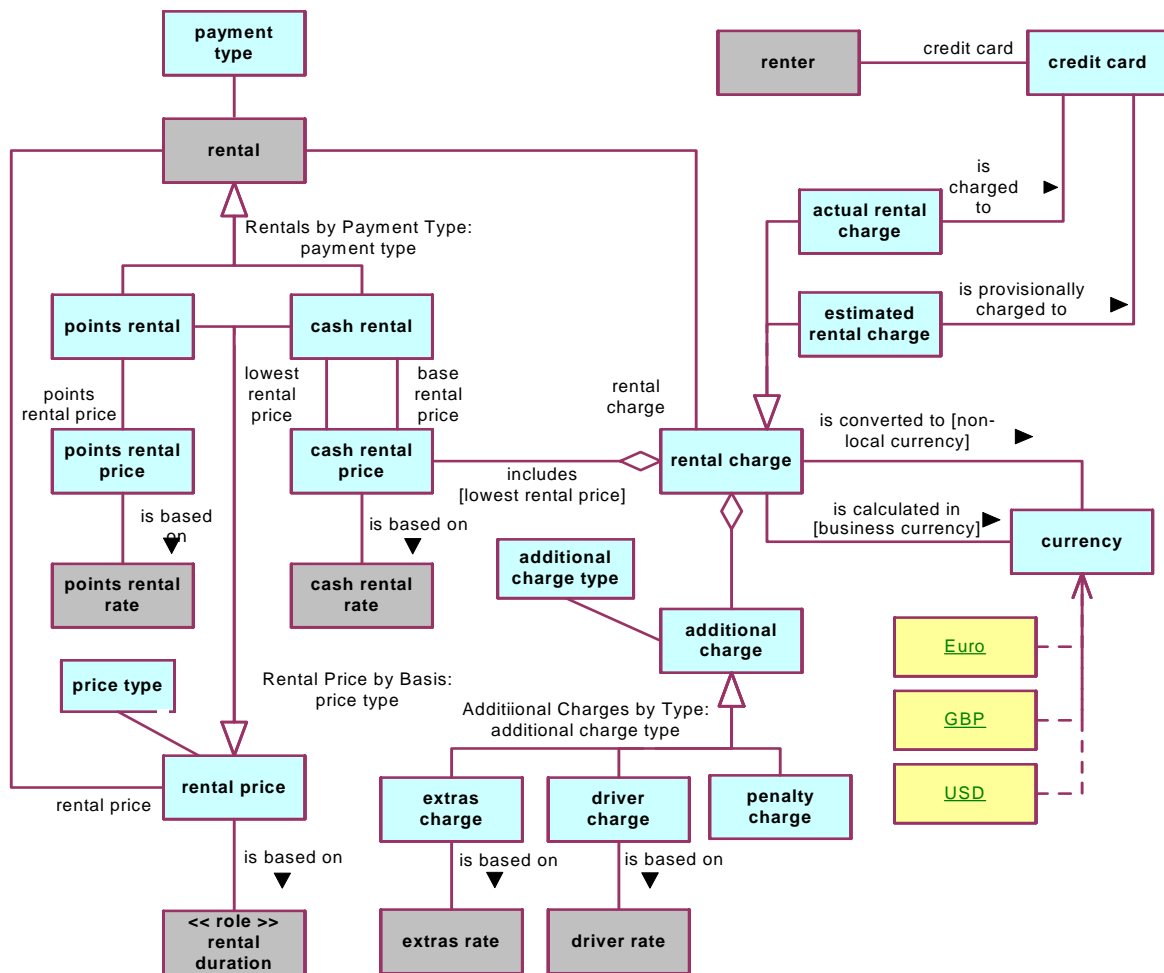 payment
type
renter
credit card
credit card
rental
is
charged
to
actual rental
charge
Rentals by Payment Type:
payment type
points rental
cash rental
estimated
rental charge
is provisionally
charged to
points
rental price
lowest
rental
price
base
rental
price
rental
charge
points rental
price
cash rental
price
includes
[lowest rental price]
rental charge
is converted to [non-
local currency]
is calculated in
[business currency]
currency
is based
on
is based on
points rental
rate
cash rental
rate
additional
charge type
additional
charge
Euro
GBP
USD
price type
Rental Price by Basis:
price type
Additiional Charges by Type:
additional charge type
rental price
rental price
extras
charge
driver
charge
penalty
charge
is based on
is based on
is based on
<< role >>
rental
duration
extras rate
driver rate